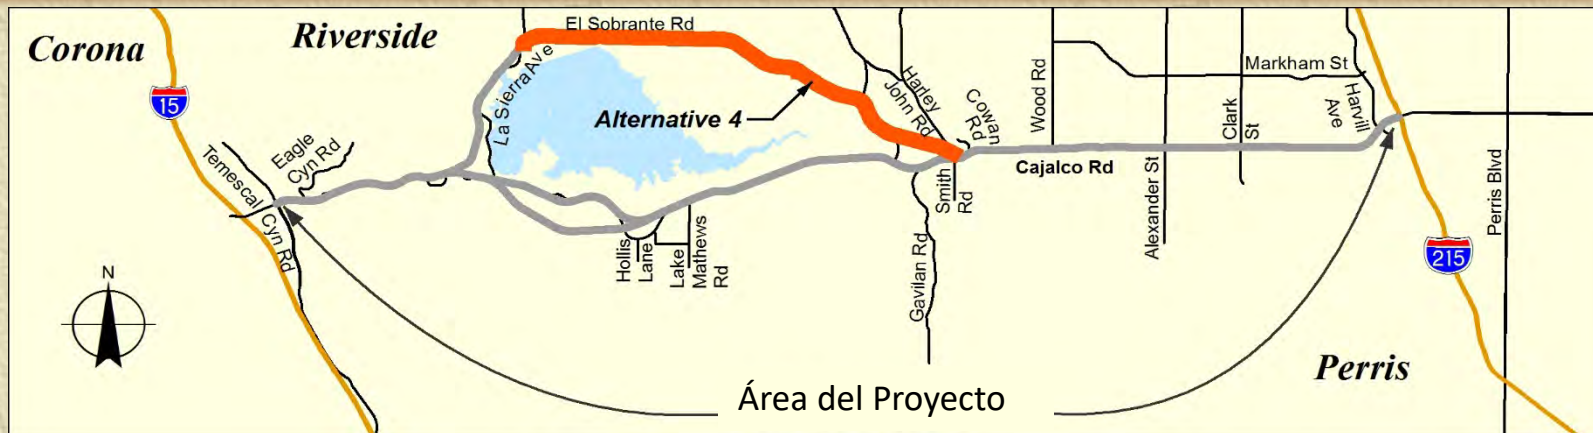 Corona
Riverside
El Sobrante Rd
La Sierra Ave
Alternative 4
15
Temescal
Cyn Rd
Eagle
Cyn Rd
Hollis
Lane
Lake
Mathews
Rd
Gavilan Rd
Smith
Rd
Harley
John Rd
Cowan
Rd
Wood Rd
Cajalco Rd
Alexander St
Clark
St
Markham St
Harvill
Ave
Perris Blvd
215
Perris
N
Área del Proyecto